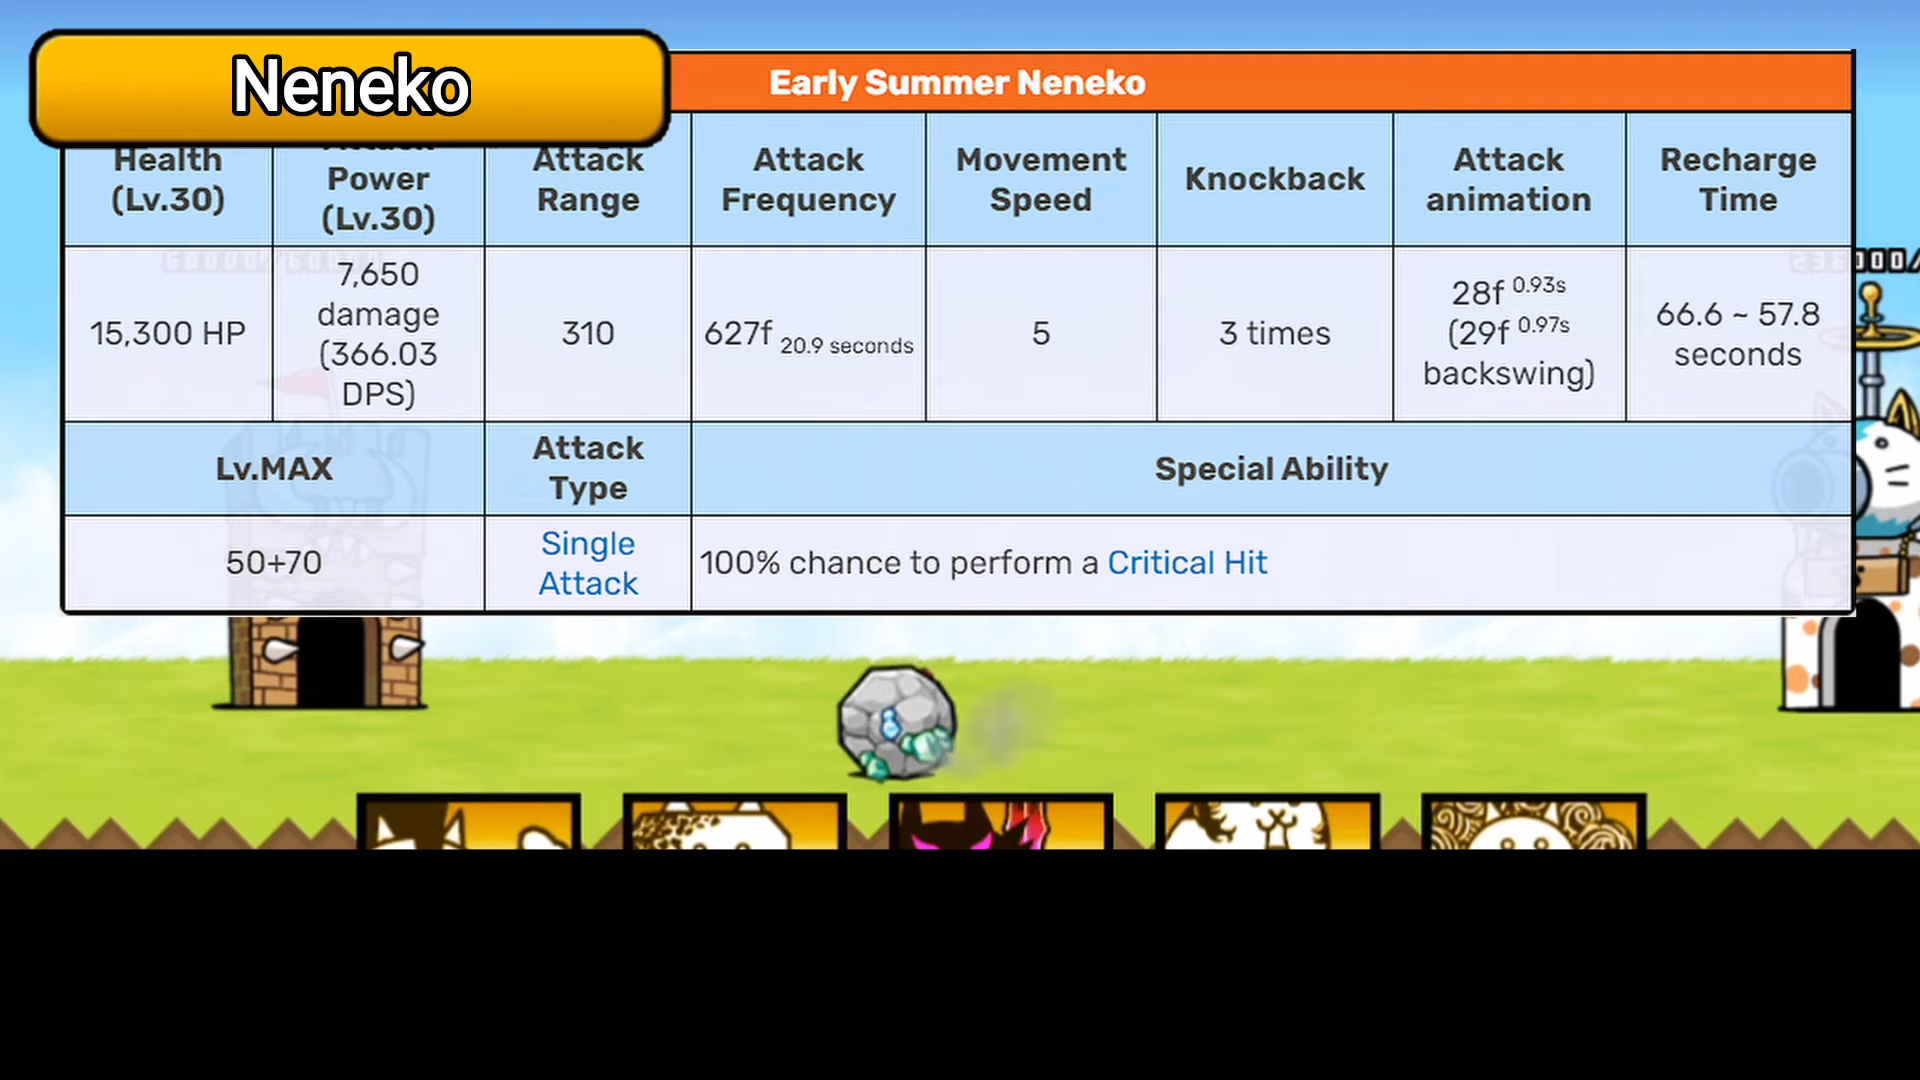 Neneko
Early Summer Neneko
Health
(Lv.30)
Attack
Power
(Lv.30)
Attack
Range
Attack
Frequency
Movement
Speed
Knockback
Attack
animation
Recharge
Time
15,300 HP
7,650
damage
(366.03
DPS)
310
627f 20.9 seconds
5
3 times
28f 0.93s
(29f 0.97s
backswing)
66.6 ~ 57.8
seconds
Lv.MAX
Attack
Type
Special Ability
50+70
Single
Attack
100% chance to perform a Critical Hit